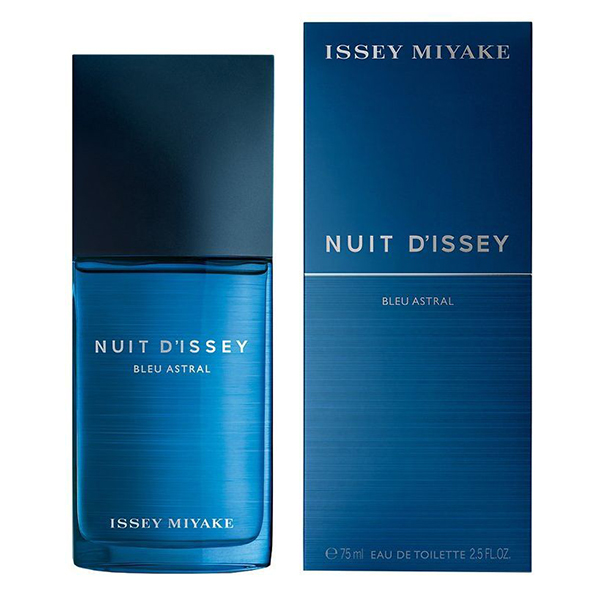 NUIT D'ISSEY
BLEU ASTRAL
ISSEY MIYAKE
ISSEY MIYAKE
NUIT D'ISSEY
BLEU ASTRAL
℮ 75 ml EAU DE TOILETTE 2.5 FL.OZ.